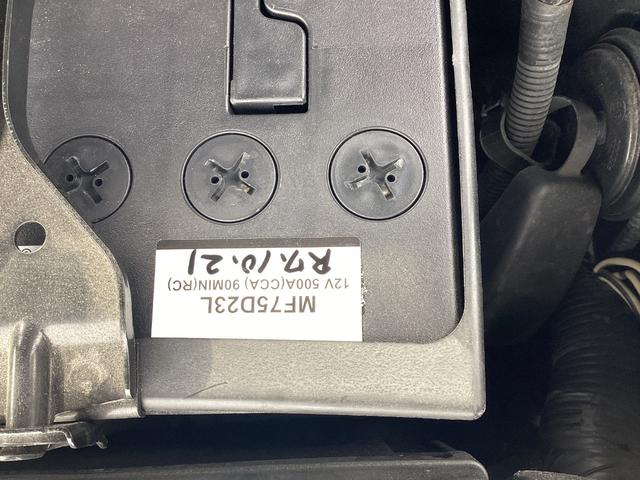 MF75D23L
12V 500A(CCA) 90MIN(RC)
R7.10.21